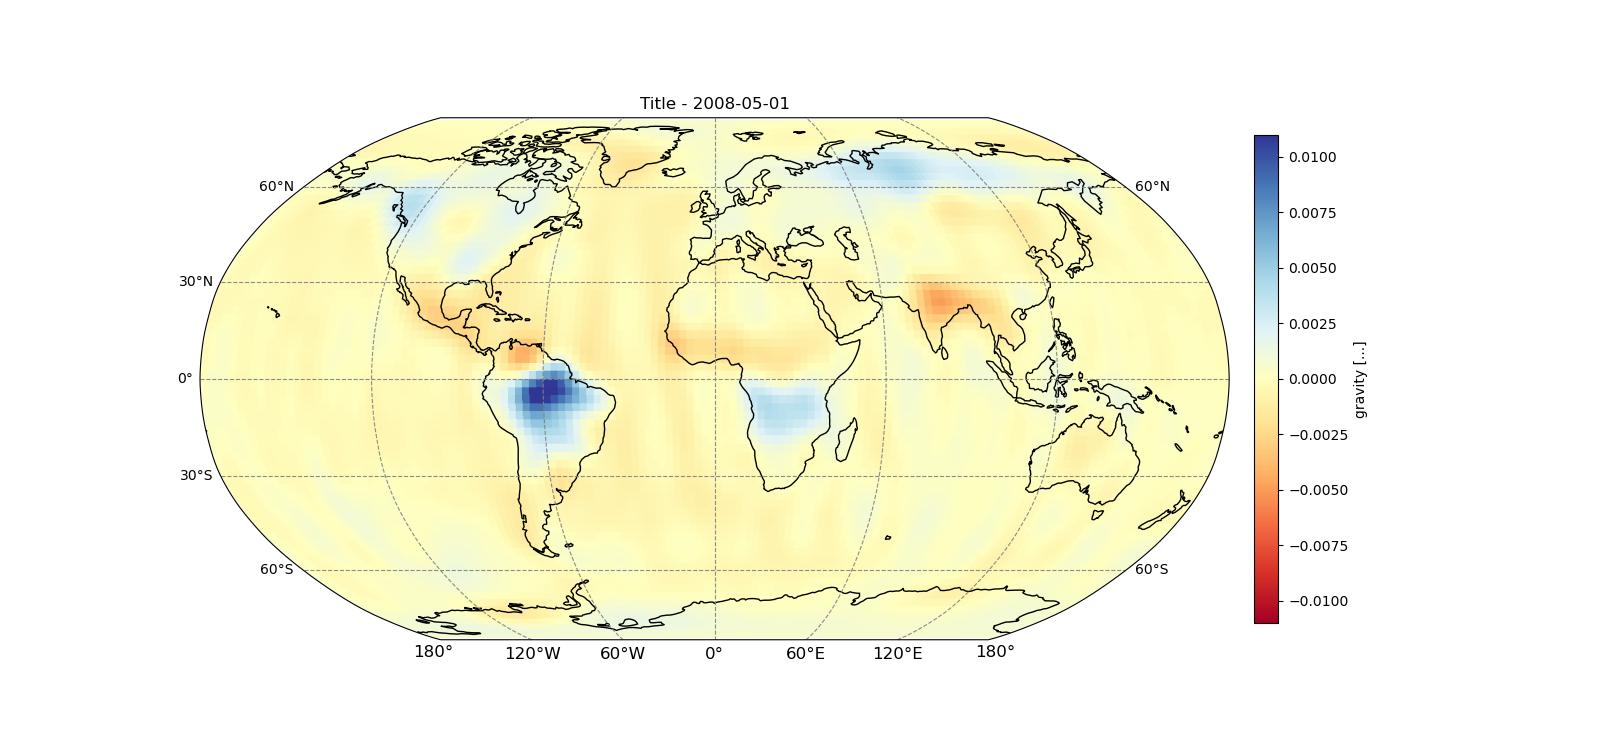 Title - 2008-05-01
60°N
60°N
30°N
0°
30°S
60°S
60°S
180°
120°W
60°W
0°
60°E
120°E
180°
0.0100
0.0075
0.0050
0.0025
0.0000
−0.0025
−0.0050
−0.0075
−0.0100
gravity [...]